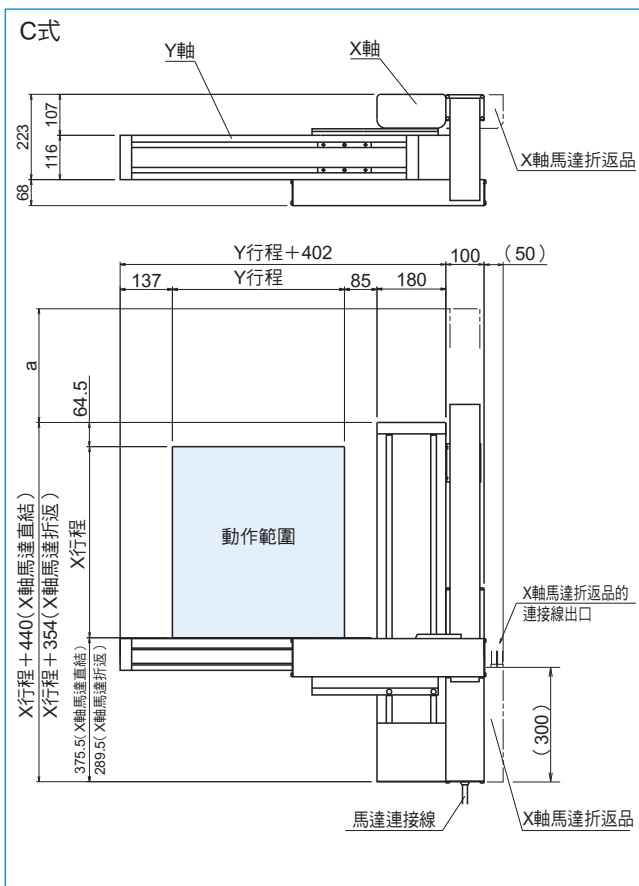 C式
Y軸
X軸
107
223
116
68
X軸馬達折返品
Y行程+402
100
(50)
137
Y行程
85
180
a
64.5
X行程+440(X軸馬達直結)
X行程+354(X軸馬達折返)
X行程
動作範圍
375.5(X軸馬達直結)
289.5(X軸馬達折返)
X軸馬達折返品的
連接線出口
(300)
馬達連接線
X軸馬達折返品